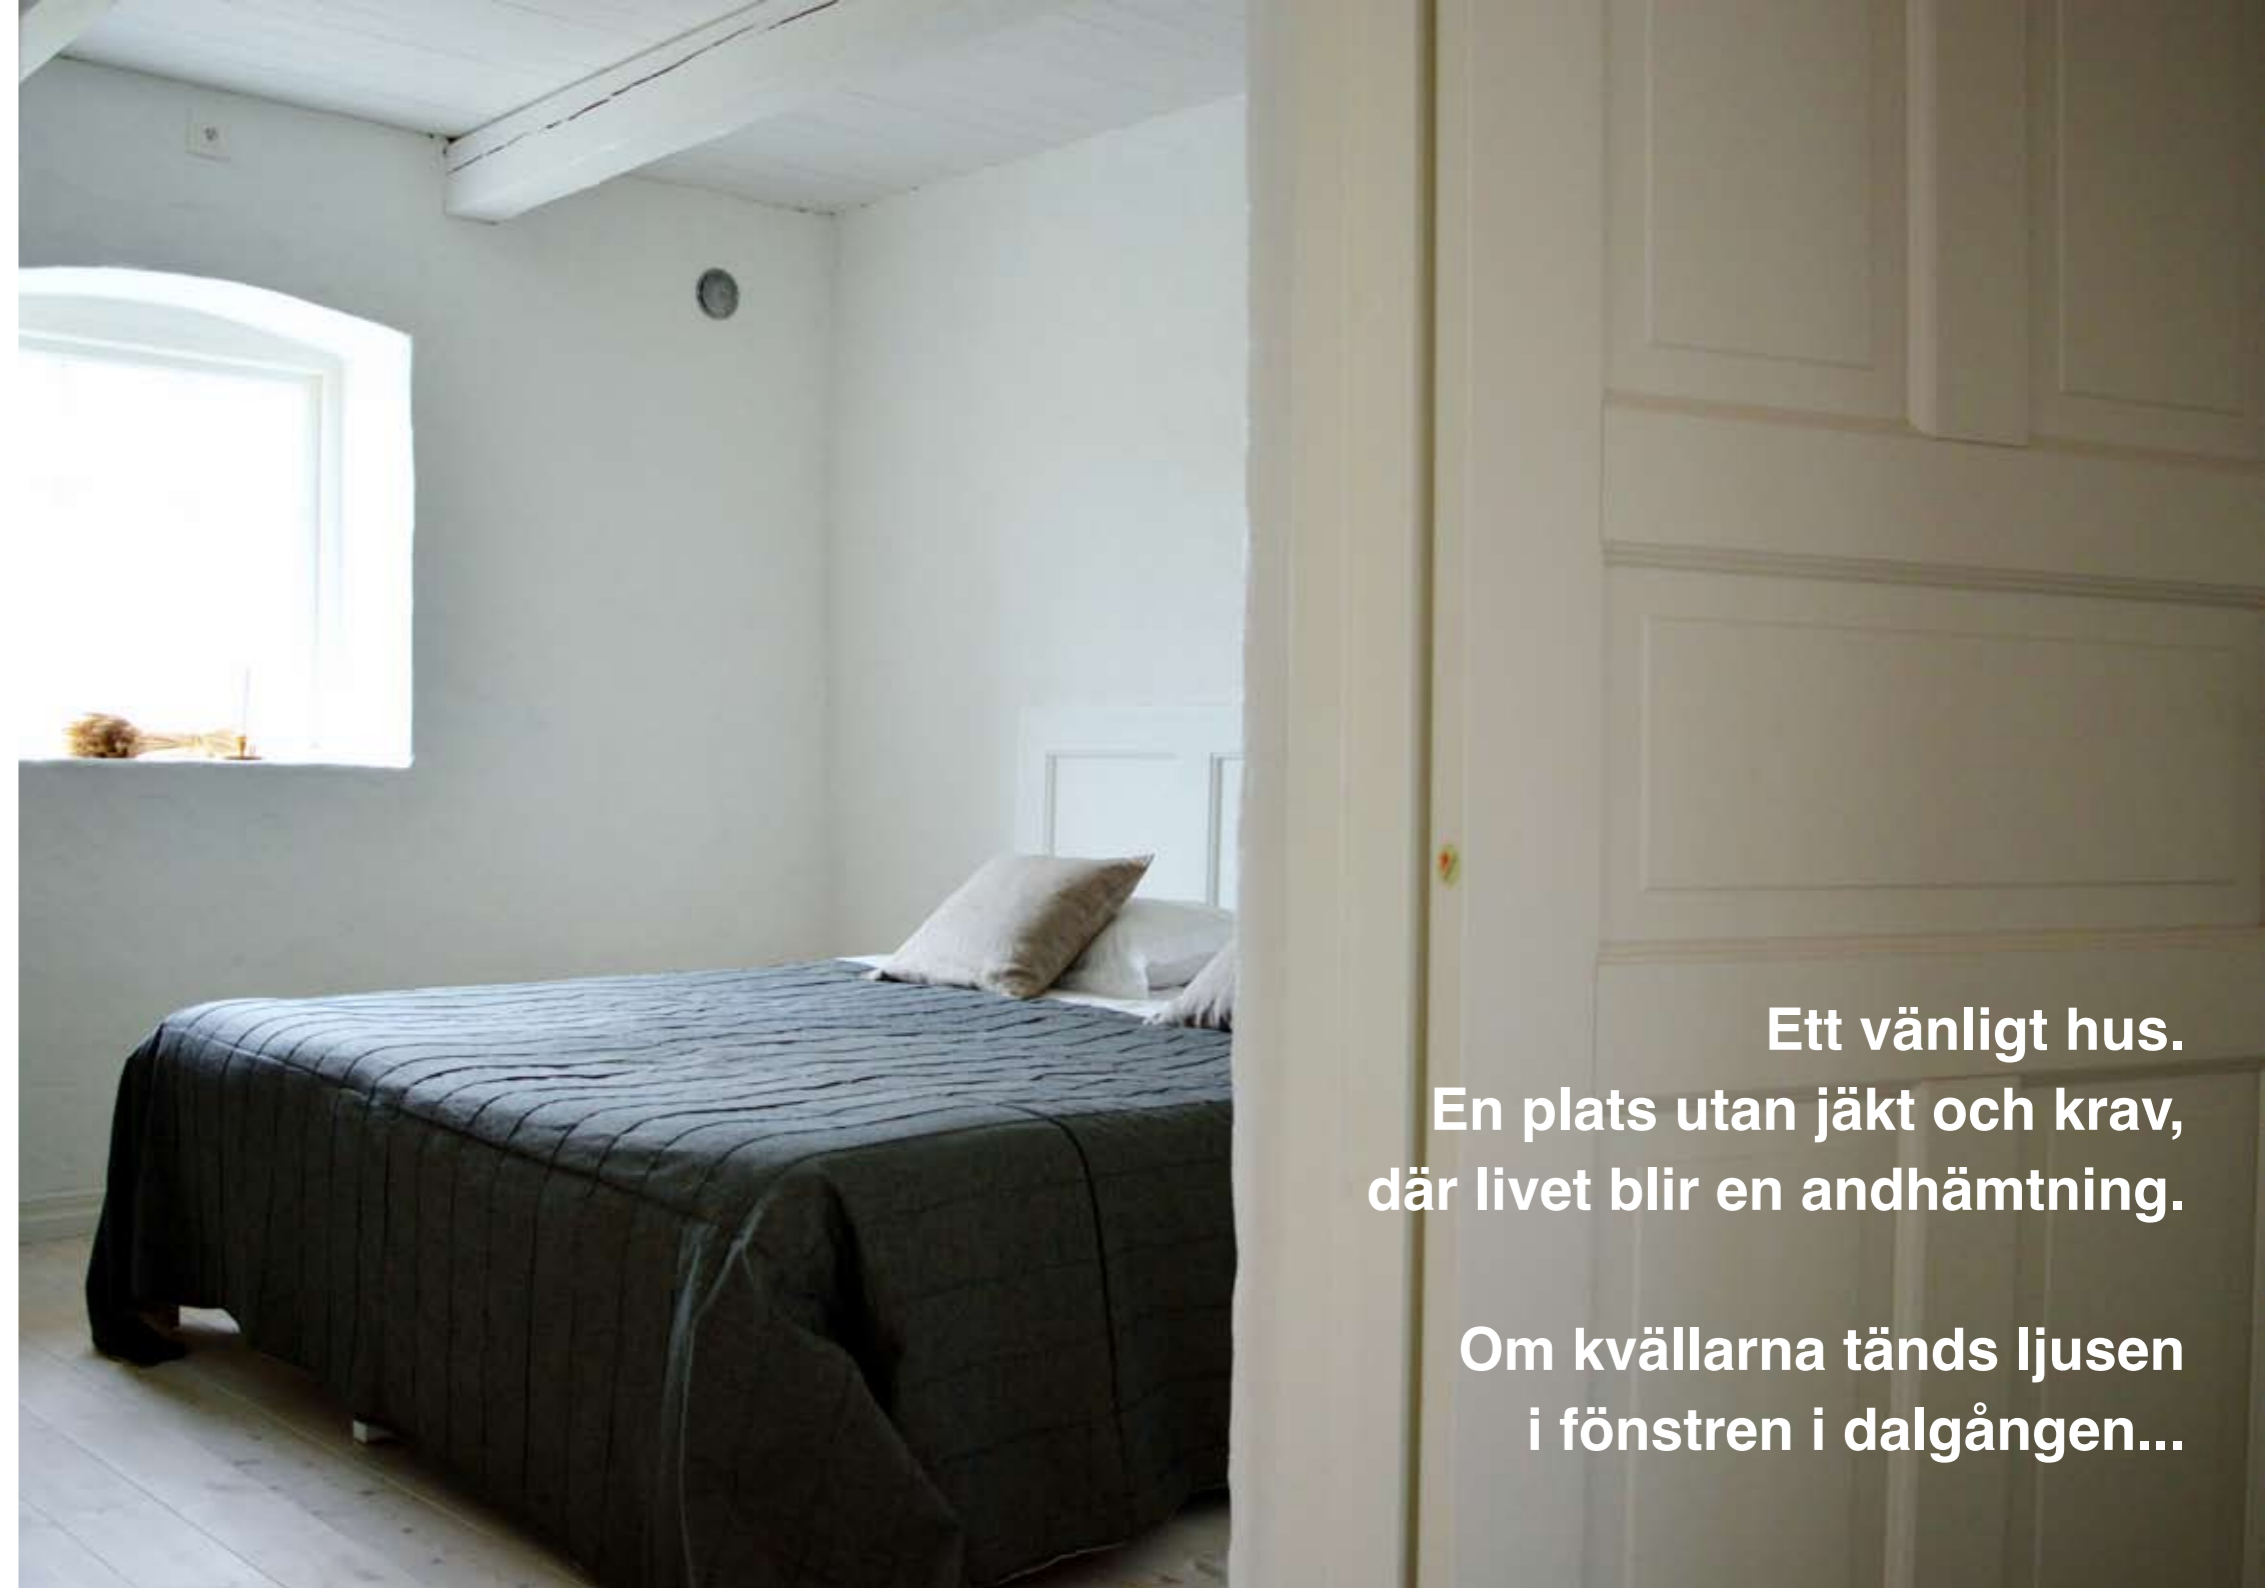 Ett vänligt hus.
En plats utan jäkt och krav,
där livet blir en andhämtning.
Om kvällarna tänds ljusen
i fönstren i dalgången...